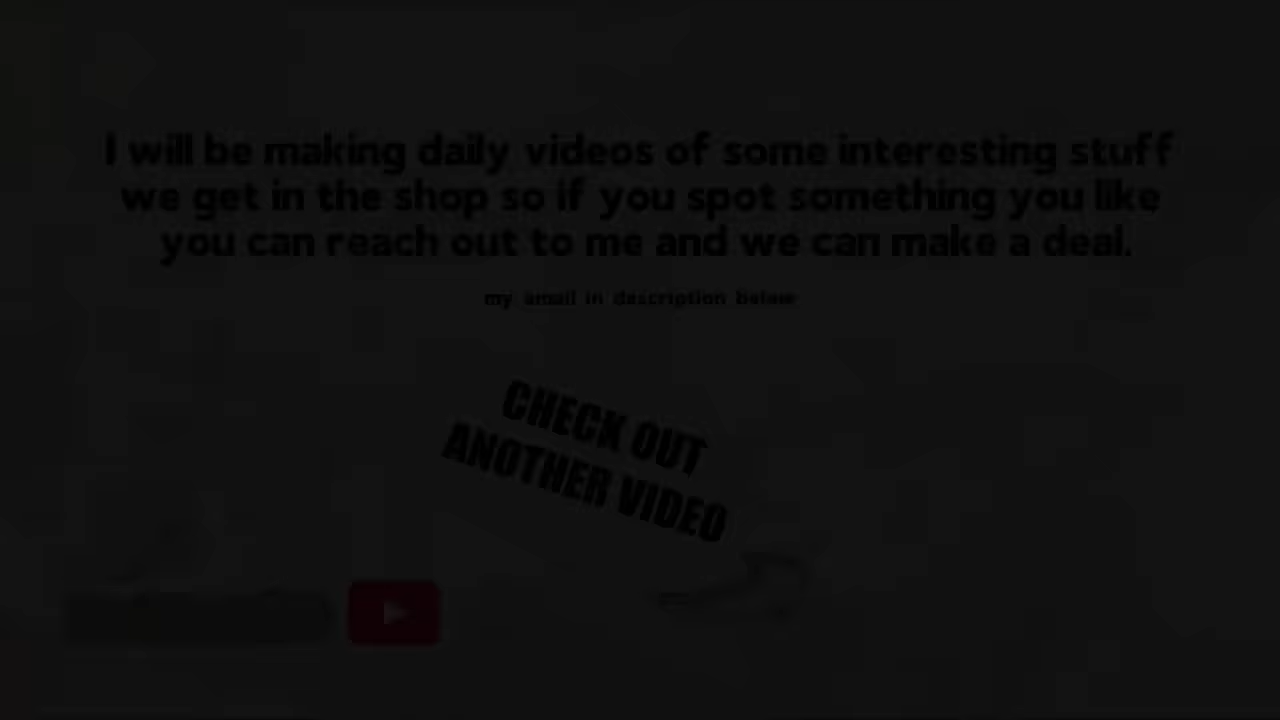 I will be making daily videos of some interesting stuff
we get in the shop so if you spot something you like
you can reach out to me and we can make a deal.
my amail in description below
CHECK OUT
ANOTHER VIDEO